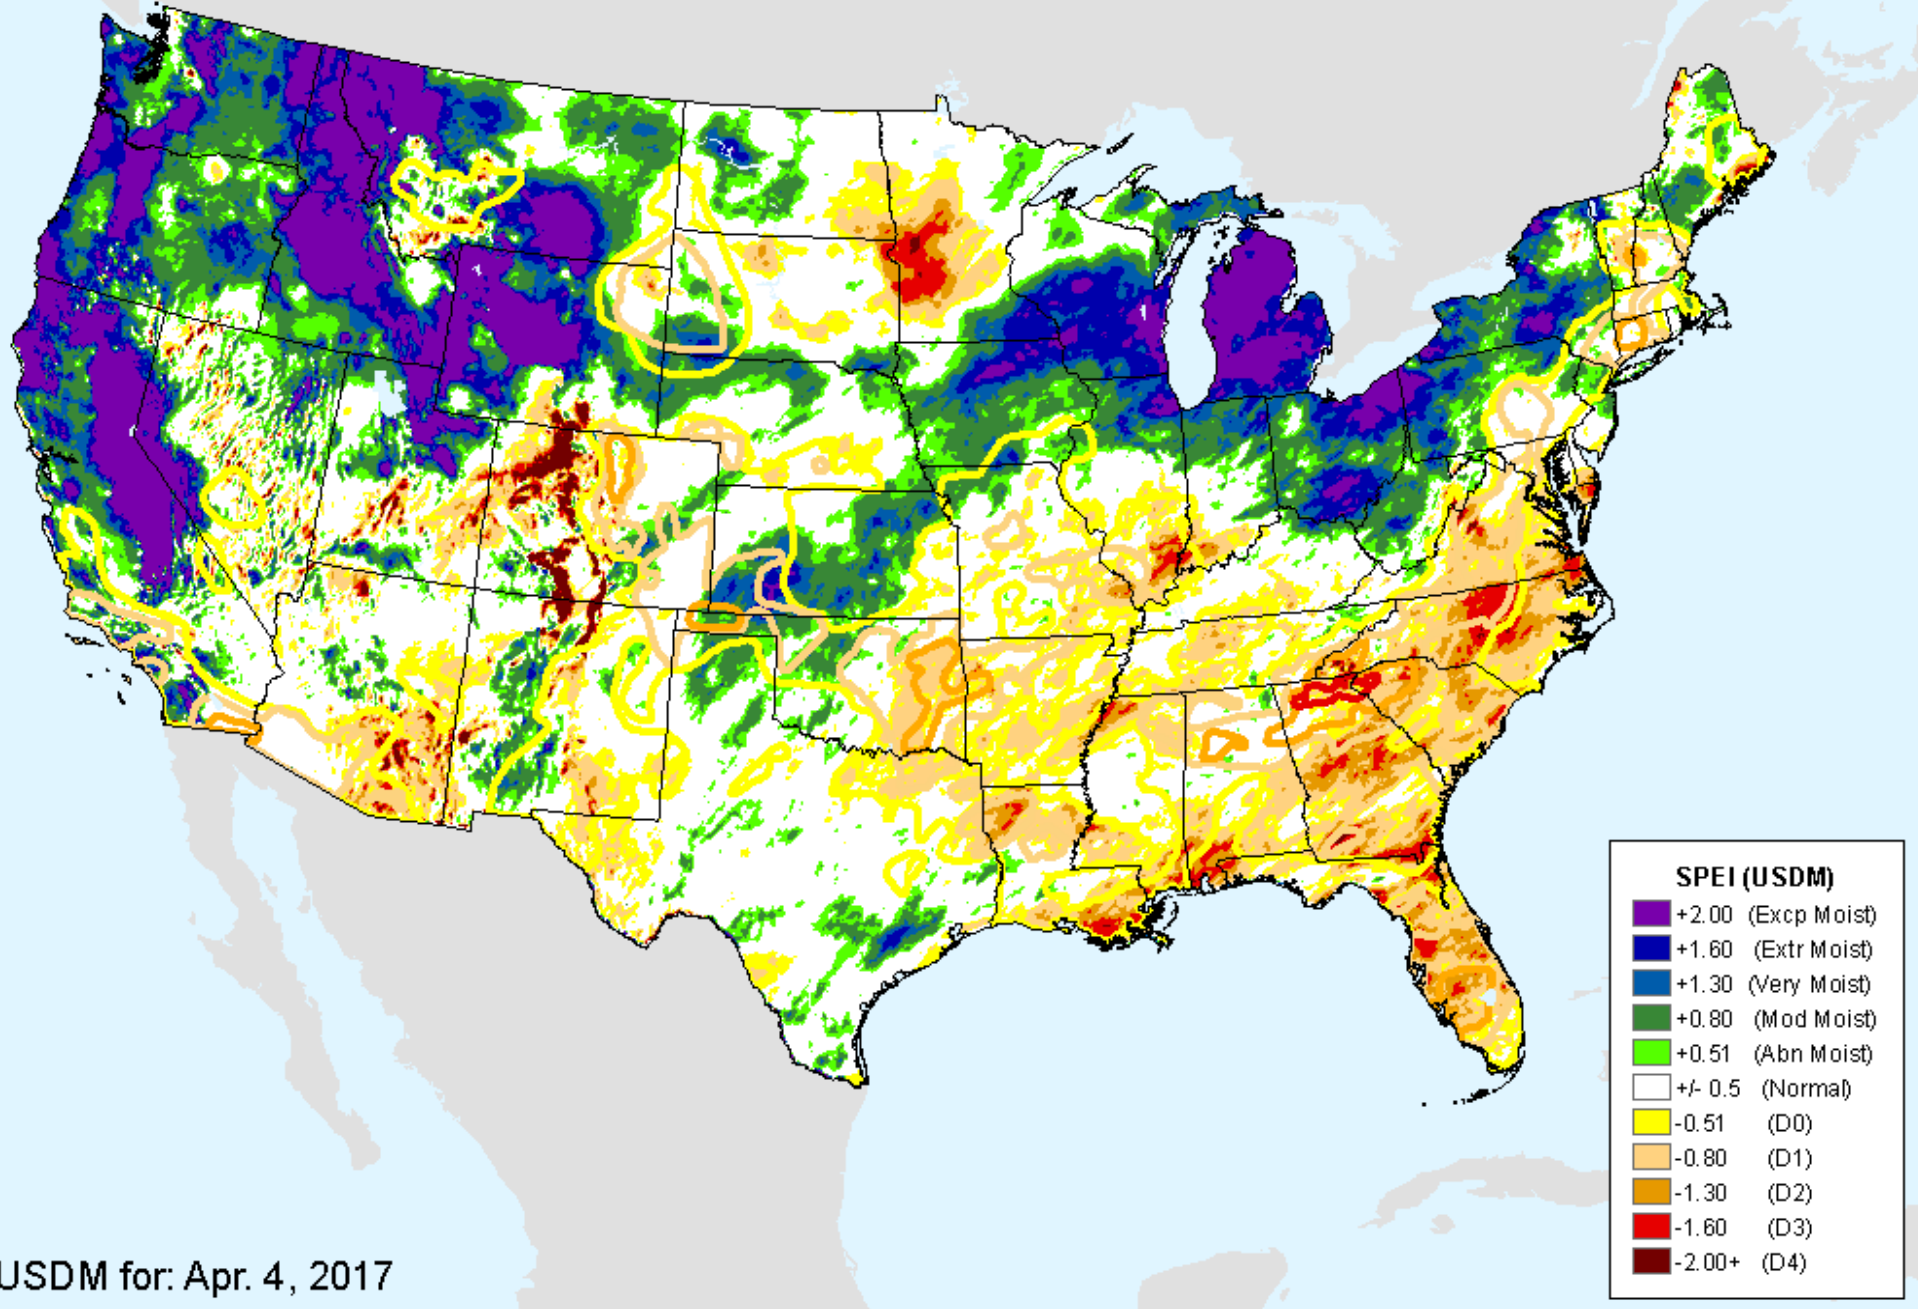 SPEI (USDM)
+2.00 (Excp Moist)
+1.60 (Extr Moist)
+1.30 (Very Moist)
+0.80 (Mod Moist)
+0.51 (Abn Moist)
+/- 0.5 (Normal)
-0.51 (D0)
-0.80 (D1)
-1.30 (D2)
-1.60 (D3)
-2.00+ (D4)
USDM for: Apr. 4, 2017